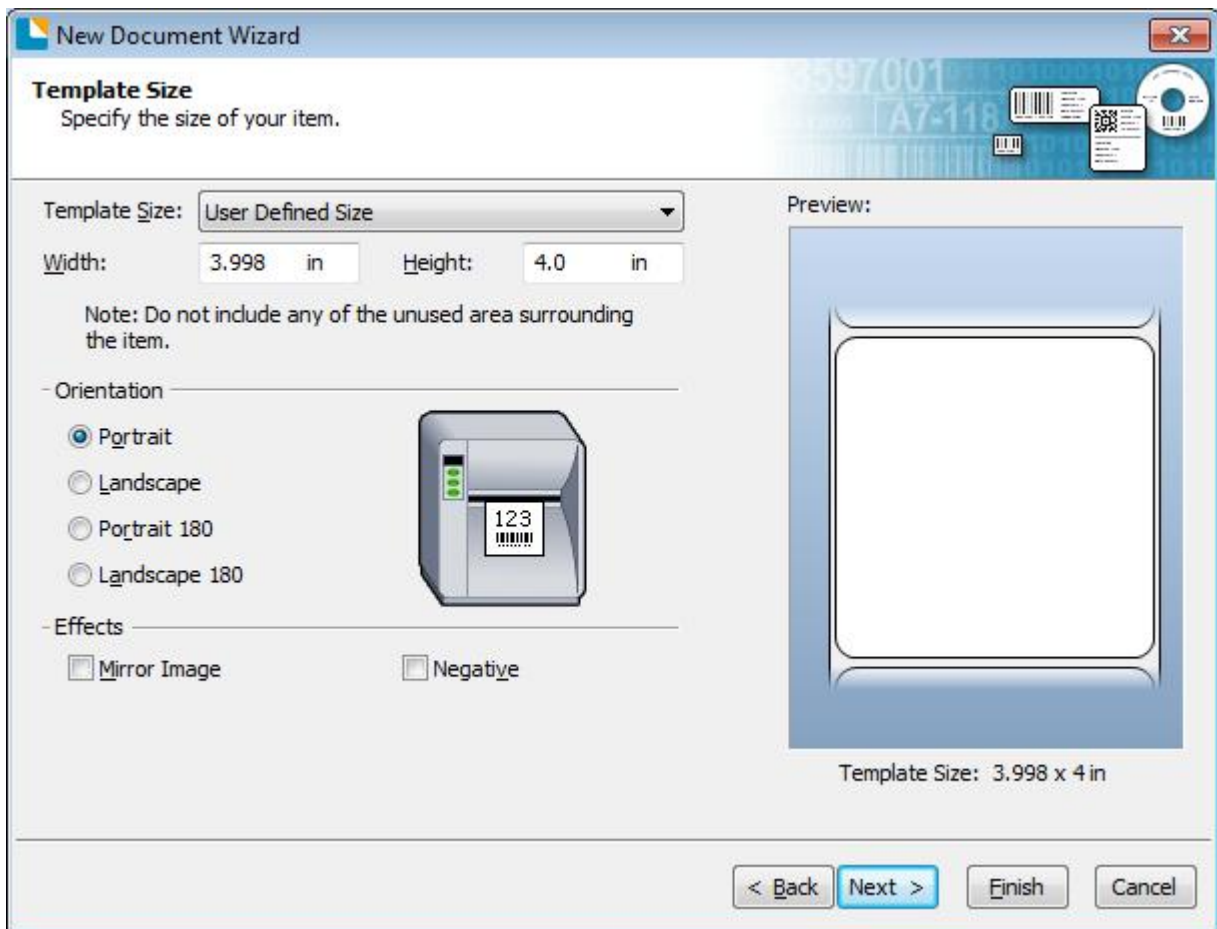 New Document Wizard
Template Size
Specify the size of your item.
3597001
A7-118
Template Size: User Defined Size
Preview:
Width: 3.998 in Height: 4.0 in
Note: Do not include any of the unused area surrounding
the item.
Orientation
Portrait
Landscape
Portrait 180
Landscape 180
123
Effects
Mirror Image Negative
Template Size: 3.998 x 4 in
< Back Next > Finish Cancel